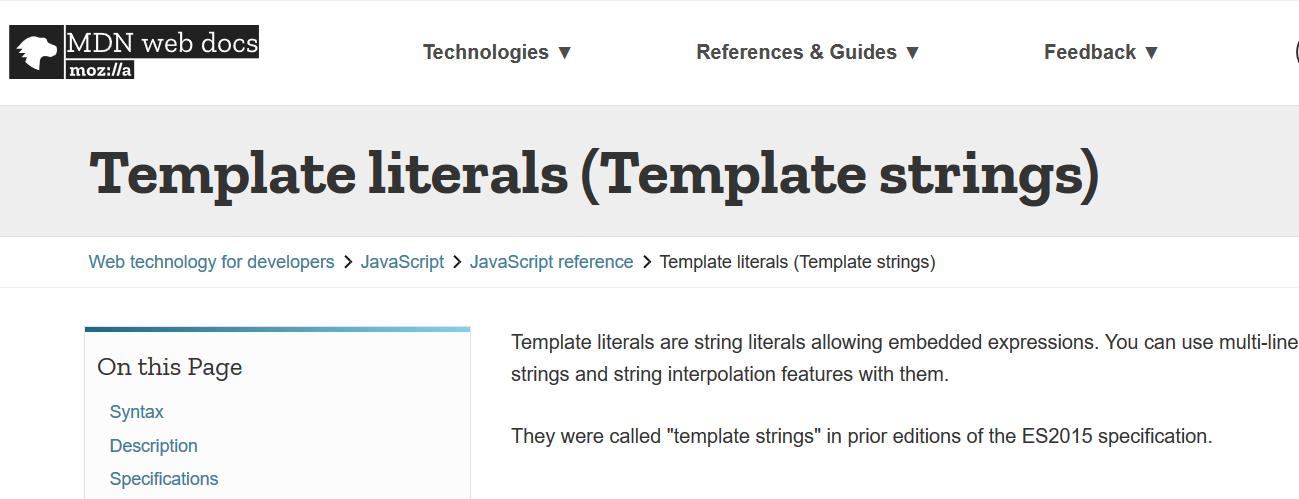 MDN web docs
moz://a
Technologies ▼
References & Guides ▼
Feedback ▼
Template literals (Template strings)
Web technology for developers > JavaScript > JavaScript reference > Template literals (Template strings)
On this Page
Syntax
Description
Specifications
Template literals are string literals allowing embedded expressions. You can use multi-line
strings and string interpolation features with them.
They were called "template strings" in prior editions of the ES2015 specification.